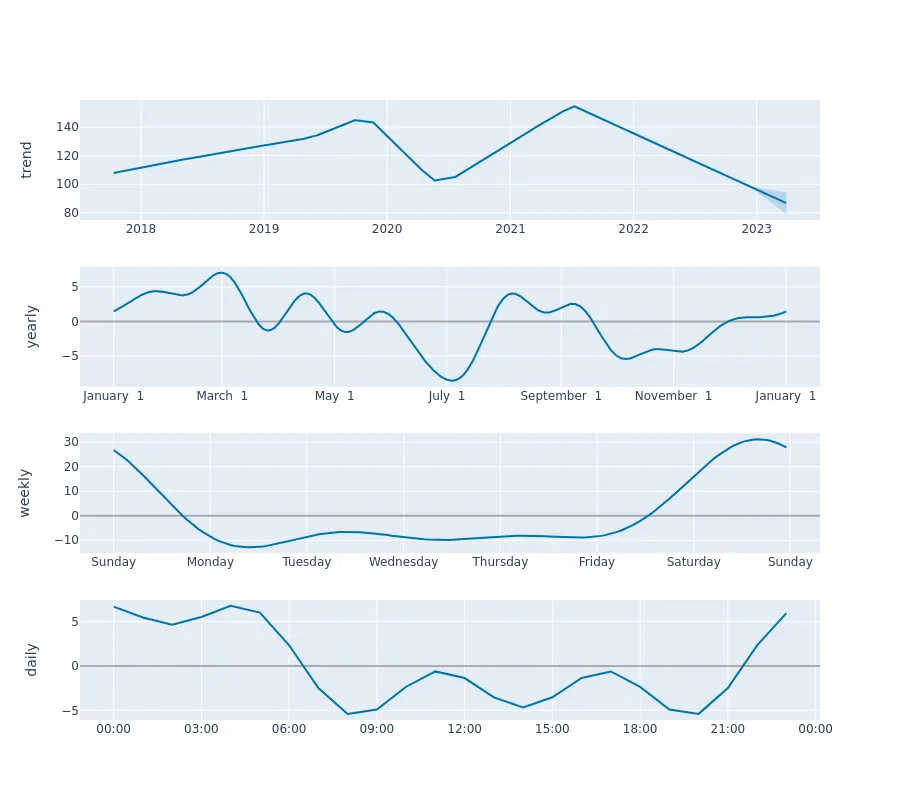 trend
140
120
100
80
2018 2019 2020 2021 2022 2023
yearly
5
0
−5
January 1 March 1 May 1 July 1 September 1 November 1 January 1
weekly
30
20
10
0
−10
Sunday Monday Tuesday Wednesday Thursday Friday Saturday Sunday
daily
5
0
−5
00:00 03:00 06:00 09:00 12:00 15:00 18:00 21:00 00:00